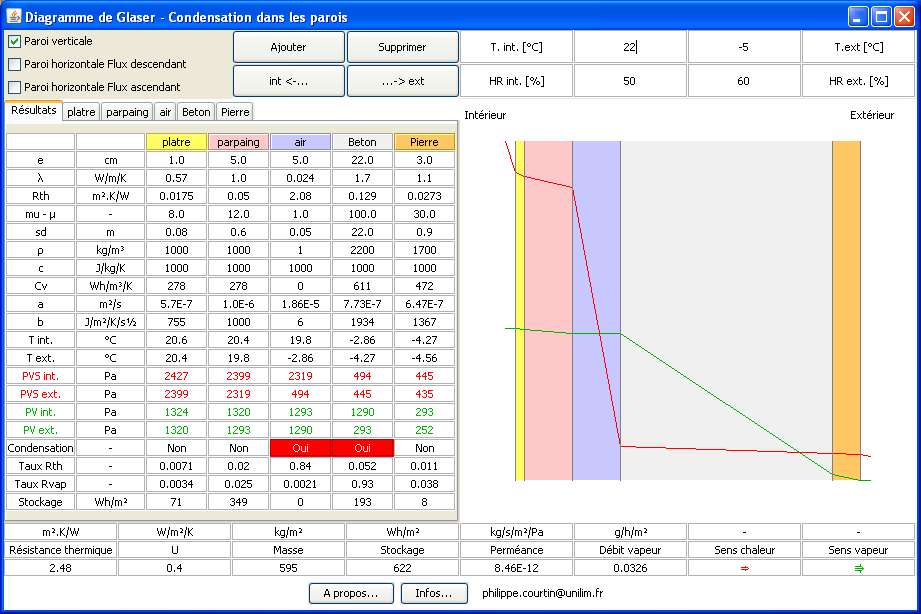 Diagramme de Glaser - Condensation dans les parois
Paroi verticale
Paroi horizontale Flux descendant
Paroi horizontale Flux ascendant
Ajouter Supprimer
int <-... ...-> ext
T. int. [°C] 22 -5 T.ext [°C]
HR int. [%] 50 60 HR ext. [%]
Résultats platre parpaing air Beton Pierre
Intérieur Extérieur
platre parpaing air Beton Pierre
e cm 1.0 5.0 5.0 22.0 3.0
λ W/m/K 0.57 1.0 0.024 1.7 1.1
Rth m².K/W 0.0175 0.05 2.08 0.129 0.0273
mu - µ - 8.0 12.0 1.0 100.0 30.0
sd m 0.08 0.6 0.05 22.0 0.9
ρ kg/m³ 1000 1000 1 2200 1700
c J/kg/K 1000 1000 1000 1000 1000
Cv Wh/m³/K 278 278 0 611 472
a m²/s 5.7E-7 1.0E-6 1.86E-5 7.73E-7 6.47E-7
b J/m²/K/s½ 755 1000 6 1934 1367
T int. °C 20.6 20.4 19.8 -2.86 -4.27
T ext. °C 20.4 19.8 -2.86 -4.27 -4.56
PVS int. Pa 2427 2399 2319 494 445
PVS ext. Pa 2399 2319 494 445 435
PV int. Pa 1324 1320 1293 1290 293
PV ext. Pa 1320 1293 1290 293 252
Condensation - Non Non Oui Oui Non
Taux Rth - 0.0071 0.02 0.84 0.052 0.011
Taux Rvap - 0.0034 0.025 0.0021 0.93 0.038
Stockage Wh/m² 71 349 0 193 8
m².K/W W/m²/K kg/m² Wh/m² kg/s/m²/Pa g/h/m² - -
Résistance thermique U Masse Stockage Perméance Débit vapeur Sens chaleur Sens vapeur
2.48 0.4 595 622 8.46E-12 0.0326 ⇨ ⇛
A propos... Infos... philippe.courtin@unilim.fr